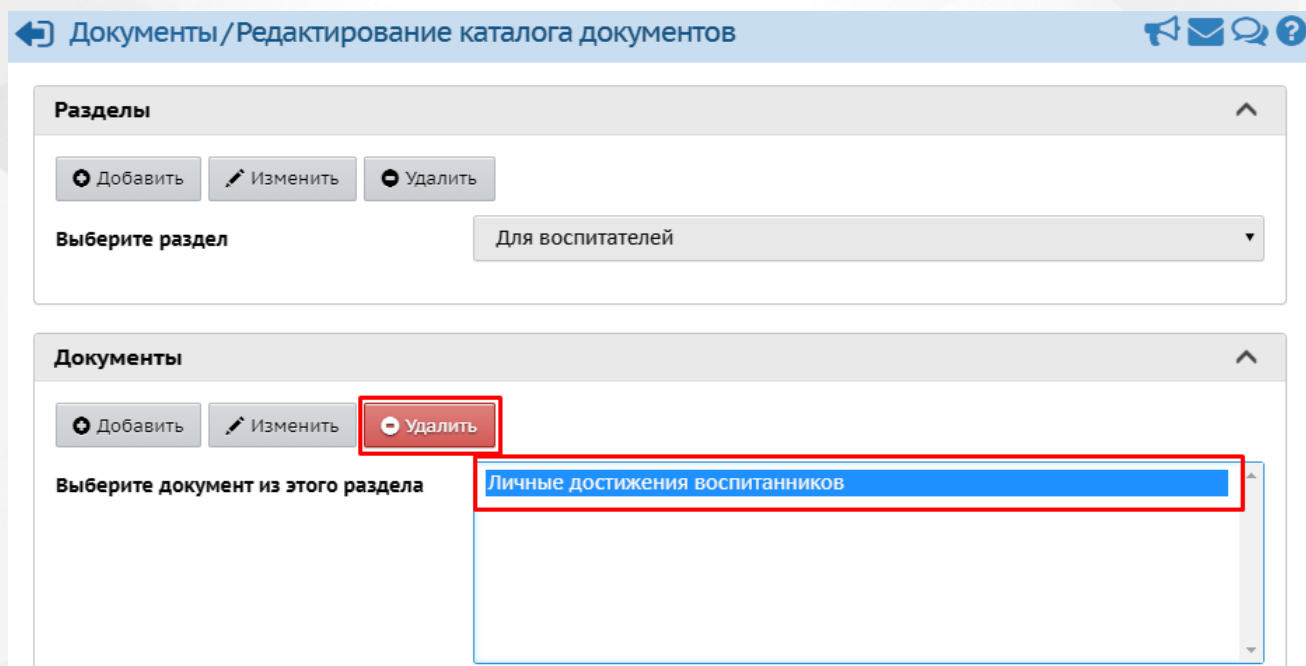 Документы/Редактирование каталога документов
Разделы
Добавить Изменить Удалить
Выберите раздел Для воспитателей
Документы
Добавить Изменить Удалить
Выберите документ из этого раздела Личные достижения воспитанников